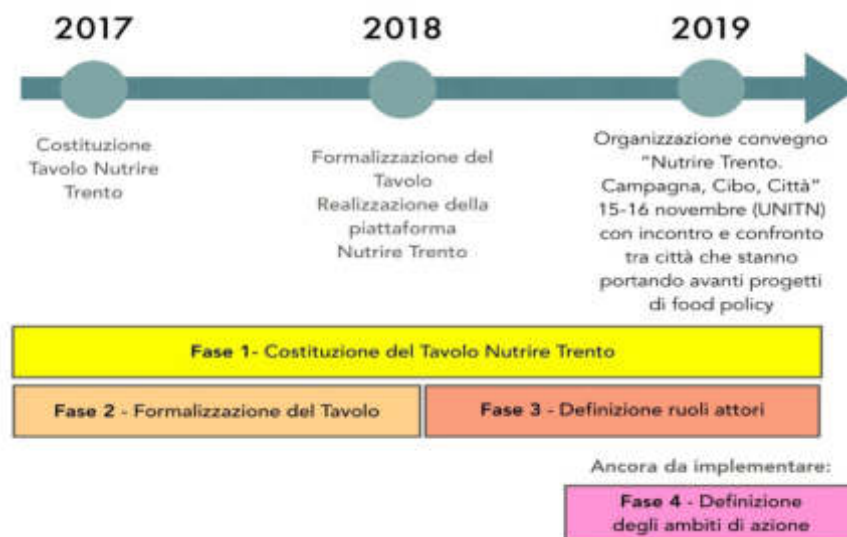 2017
2018
2019
Costituzione
Tavolo Nutrire
Trento
Formalizzazione del
Tavolo
Realizzazione della
piattaforma
Nutrire Trento
Organizzazione convegno
"Nutrire Trento.
Campagna, Cibo, Città"
15-16 novembre (UNITN)
con incontro e confronto
tra città che stanno
portando avanti progetti
di food policy
Fase 1- Costituzione del Tavolo Nutrire Trento
Fase 2 - Formalizzazione del Tavolo
Fase 3 - Definizione ruoli attori
Ancora da implementare:
Fase 4 - Definizione
degli ambiti di azione